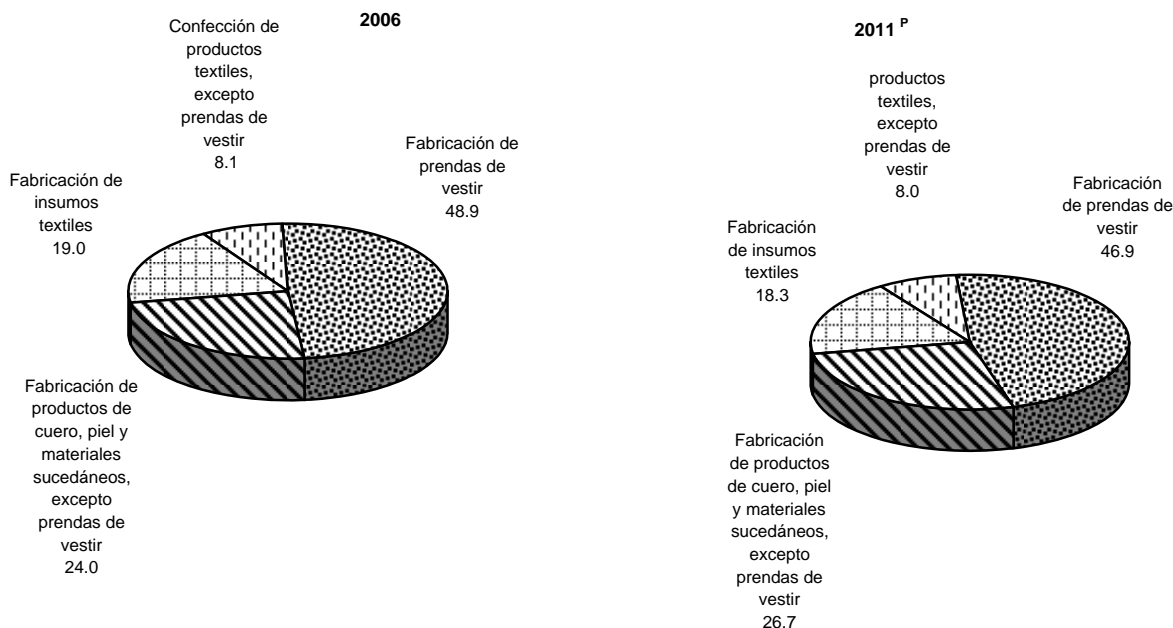 2006
Confección de
productos
textiles,
excepto
prendas de
vestir
8.1
Fabricación de
prendas de
vestir
48.9
Fabricación de
insumos
textiles
19.0
Fabricación de
productos de
cuero, piel y
materiales
sucedáneos,
excepto
prendas de
vestir
24.0
2011 P
productos
textiles,
excepto
prendas de
vestir
8.0
Fabricación
de prendas de
vestir
46.9
Fabricación
de insumos
textiles
18.3
Fabricación
de productos
de cuero, piel
y materiales
sucedáneos,
excepto
prendas de
vestir
26.7